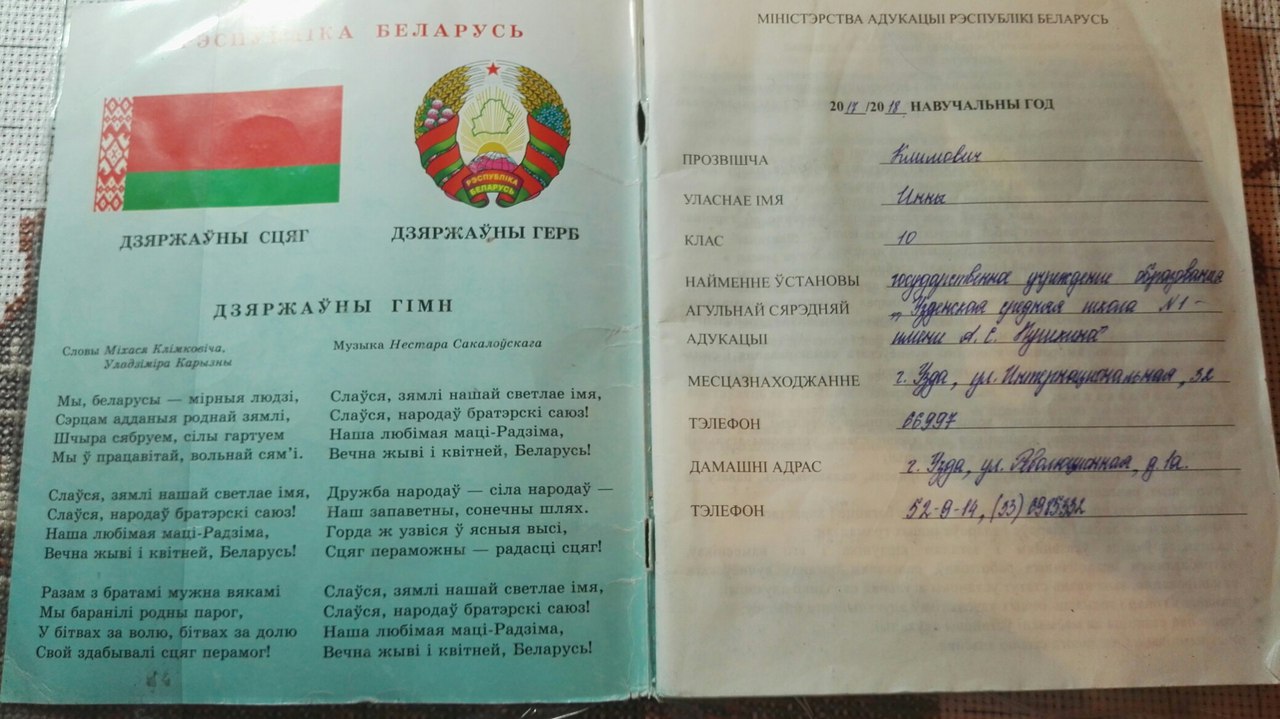 РЭСПУБЛІКА БЕЛАРУСЬ
РЭСПУБЛІКА
БЕЛАРУСЬ
ДЗЯРЖАЎНЫ СЦЯГ
ДЗЯРЖАЎНЫ ГЕРБ
ДЗЯРЖАЎНЫ ГІМН
Словы Міхася Клімковіча,
Уладзіміра Карызны
Музыка Нестара Сакалоўскага
Мы, беларусы — мірныя людзі,
Сэрцам адданыя роднай зямлі,
Шчыра сябруем, сілы гартуем
Мы ў працавітай, вольнай сям'і.
Слаўся, зямлі нашай светлае імя,
Слаўся, народаў братэрскі саюз!
Наша любімая маці-Радзіма,
Вечна жыві і квітней, Беларусь!
Разам з братамі мужна вякамі
Мы баранілі родны парог,
У бітвах за волю, бітвах за долю
Свой здабывалі сцяг перамог!
Слаўся, зямлі нашай светлае імя,
Слаўся, народаў братэрскі саюз!
Наша любімая маці-Радзіма,
Вечна жыві і квітней, Беларусь!
Дружба народаў — сіла народаў —
Наш запаветны, сонечны шлях.
Горда ж узвіся ў ясныя высі,
Сцяг пераможны — радасці сцяг!
Слаўся, зямлі нашай светлае імя,
Слаўся, народаў братэрскі саюз!
Наша любімая маці-Радзіма,
Вечна жыві і квітней, Беларусь!
МІНІСТЭРСТВА АДУКАЦЫІ РЭСПУБЛІКІ БЕЛАРУСЬ
2017/2018 НАВУЧАЛЬНЫ ГОД
ПРОЗВІШЧА Климович
УЛАСНАЕ ІМЯ Инны
КЛАС 10
НАЙМЕННЕ ЎСТАНОВЫ государственное учреждение образования
АГУЛЬНАЙ СЯРЭДНЯЙ „Узденская средняя школа №1
АДУКАЦЫІ имени А. С. Пушкина"
МЕСЦАЗНАХОДЖАННЕ г. Узда, ул. Интернациональная, 32
ТЭЛЕФОН 66997
ДАМАШНІ АДРАС г. Узда, ул. Революционная, д. 1а.
ТЭЛЕФОН 52-9-14, (33)